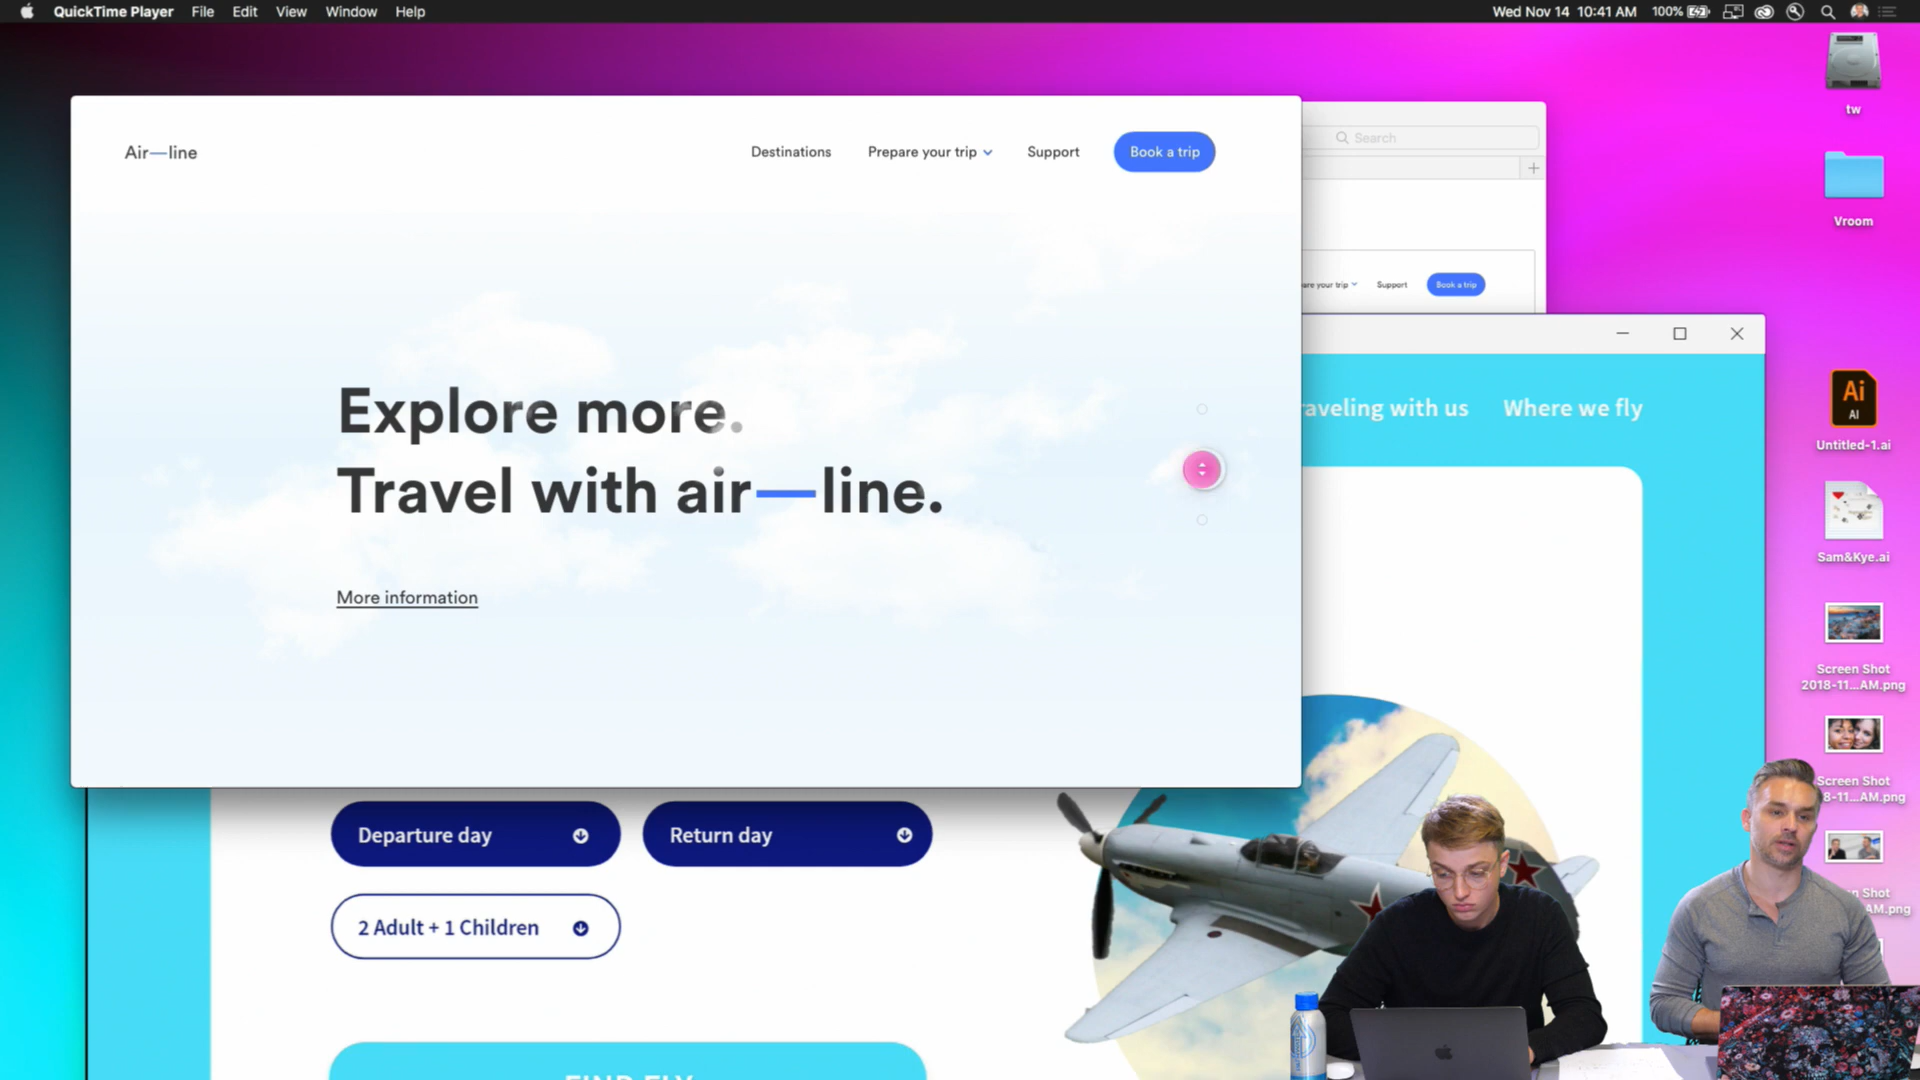 QuickTime Player File Edit View Window Help
Wed Nov 14 10:41 AM 100%
tw
Vroom
Ai
AI
Untitled-1.ai
Sam&Kye.ai
Screen Shot
2018-11...AM.png
Screen Shot
8-11...AM.png
n Shot
AM.png
Air—line
Destinations Prepare your trip Support Book a trip
Explore more.
Travel with air—line.
More information
Search
are your trip Support Book a trip
raveling with us Where we fly
Departure day
Return day
2 Adult + 1 Children
FIND FLY